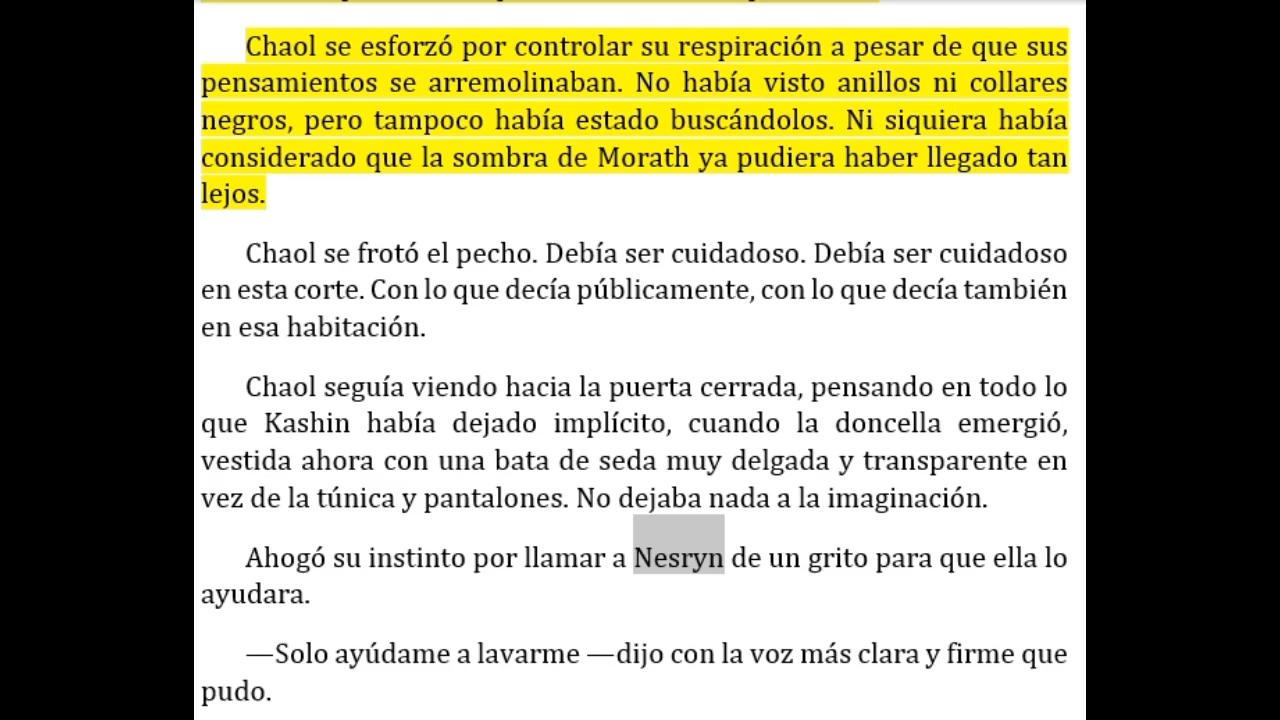 Chaol se esforzó por controlar su respiración a pesar de que sus
pensamientos se arremolinaban. No había visto anillos ni collares
negros, pero tampoco había estado buscándolos. Ni siquiera había
considerado que la sombra de Morath ya pudiera haber llegado tan
lejos.
Chaol se frotó el pecho. Debía ser cuidadoso. Debía ser cuidadoso
en esta corte. Con lo que decía públicamente, con lo que decía también
en esa habitación.
Chaol seguía viendo hacia la puerta cerrada, pensando en todo lo
que Kashin había dejado implícito, cuando la doncella emergió,
vestida ahora con una bata de seda muy delgada y transparente en
vez de la túnica y pantalones. No dejaba nada a la imaginación.
Ahogó su instinto por llamar a Nesryn de un grito para que ella lo
ayudara.
—Solo ayúdame a lavarme —dijo con la voz más clara y firme que
pudo.